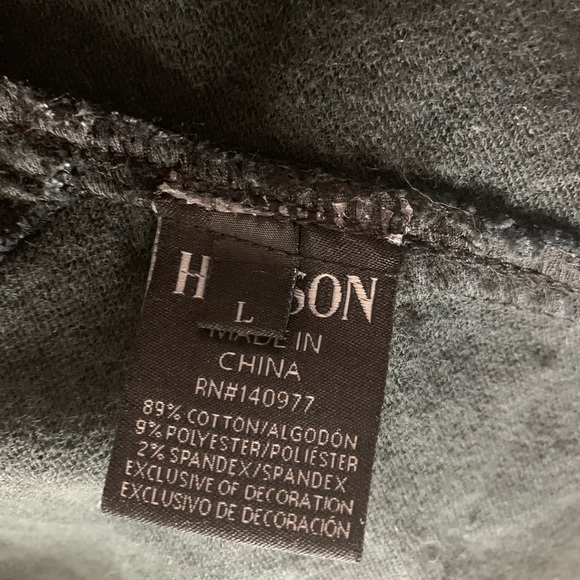 H SON
L
MADE IN
CHINA
RN#140977
89% COTTON/ALGODÓN
9% POLYESTER/POLIÉSTER
2% SPANDEX/SPANDEX
EXCLUSIVE OF DECORATION
EXCLUSIVO DE DECORACIÓN